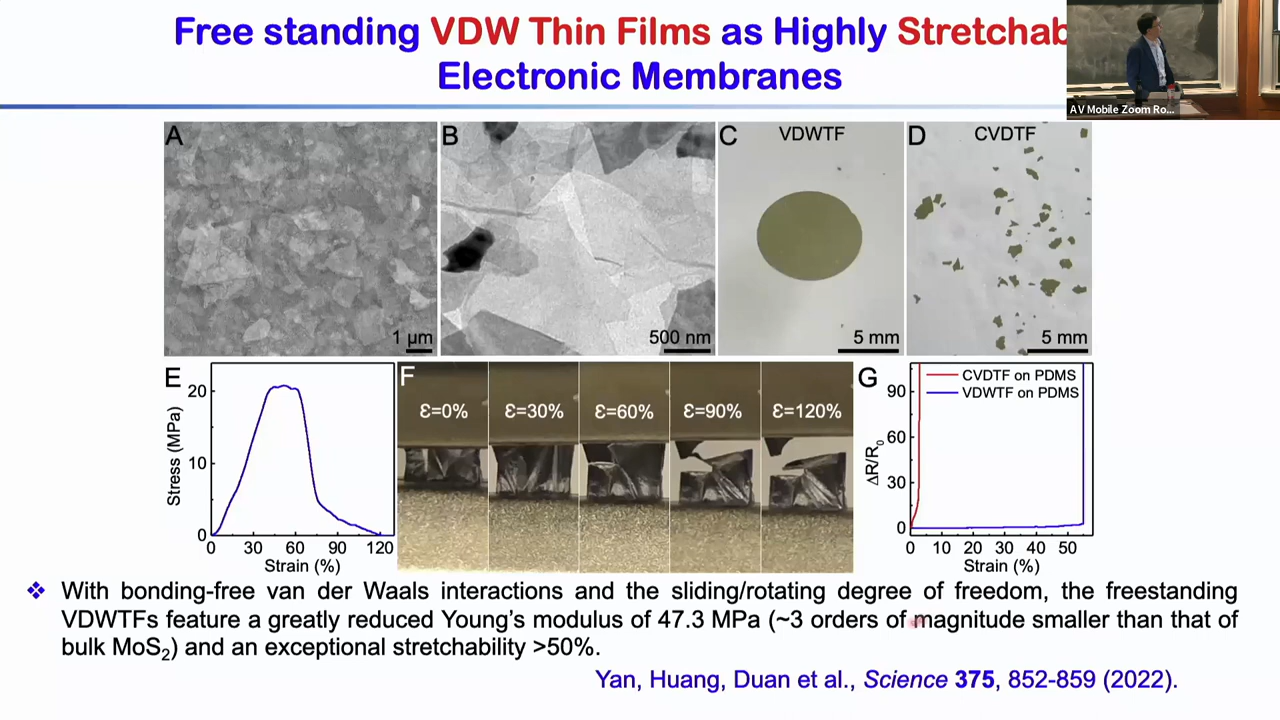 Free standing VDW Thin Films as Highly Stretchab
Electronic Membranes
AV Mobile Zoom Ro...
A
1 µm
B
500 nm
C
VDWTF
5 mm
D
CVDTF
5 mm
E
Stress (MPa)
20
10
0
0 30 60 90 120
Strain (%)
F
Ɛ=0%
Ɛ=30%
Ɛ=60%
Ɛ=90%
Ɛ=120%
G
CVDTF on PDMS
VDWTF on PDMS
ΔR/R₀
90
60
30
0
0 10 20 30 40 50
Strain (%)
❖ With bonding-free van der Waals interactions and the sliding/rotating degree of freedom, the freestanding
VDWTFs feature a greatly reduced Young's modulus of 47.3 MPa (~3 orders of magnitude smaller than that of
bulk MoS₂) and an exceptional stretchability >50%.
Yan, Huang, Duan et al., Science 375, 852-859 (2022).